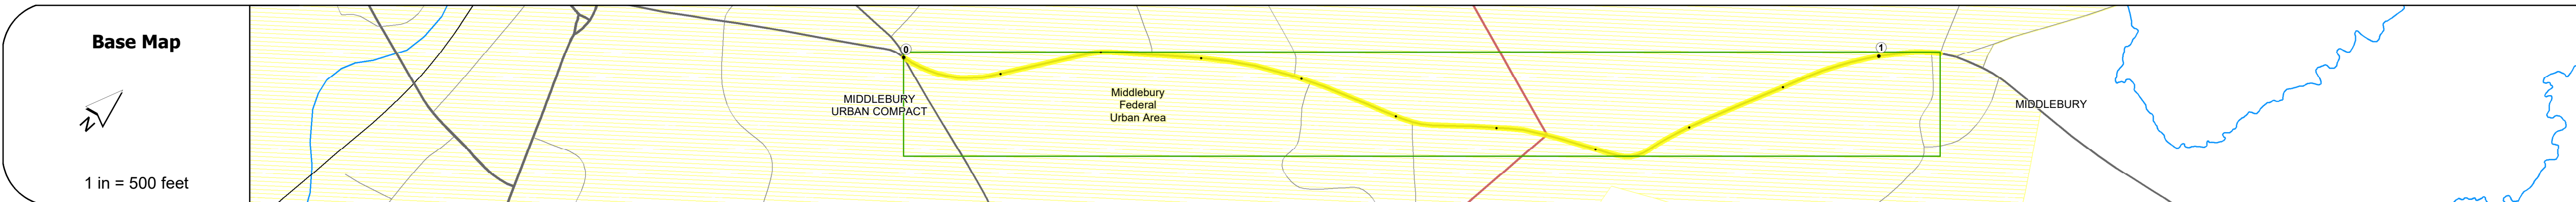 Base Map
N
1 in = 500 feet
0
MIDDLEBURY
URBAN COMPACT
Middlebury
Federal
Urban Area
1
MIDDLEBURY